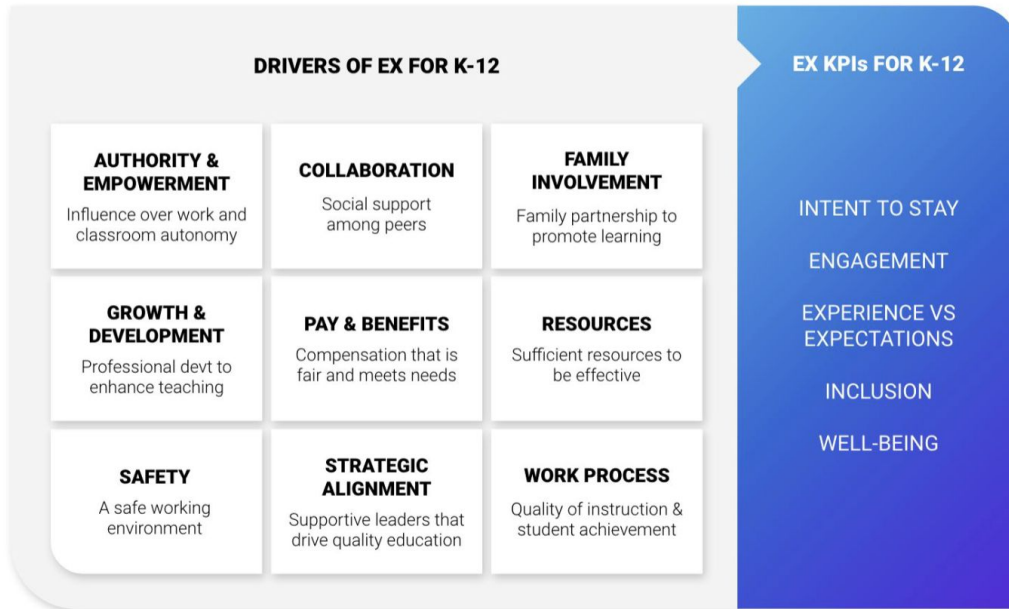 DRIVERS OF EX FOR K-12
AUTHORITY &
EMPOWERMENT
Influence over work and
classroom autonomy
COLLABORATION
Social support
among peers
FAMILY
INVOLVEMENT
Family partnership to
promote learning
GROWTH &
DEVELOPMENT
Professional devt to
enhance teaching
PAY & BENEFITS
Compensation that is
fair and meets needs
RESOURCES
Sufficient resources to
be effective
SAFETY
A safe working
environment
STRATEGIC
ALIGNMENT
Supportive leaders that
drive quality education
WORK PROCESS
Quality of instruction &
student achievement
EX KPIs FOR K-12
INTENT TO STAY
ENGAGEMENT
EXPERIENCE VS
EXPECTATIONS
INCLUSION
WELL-BEING